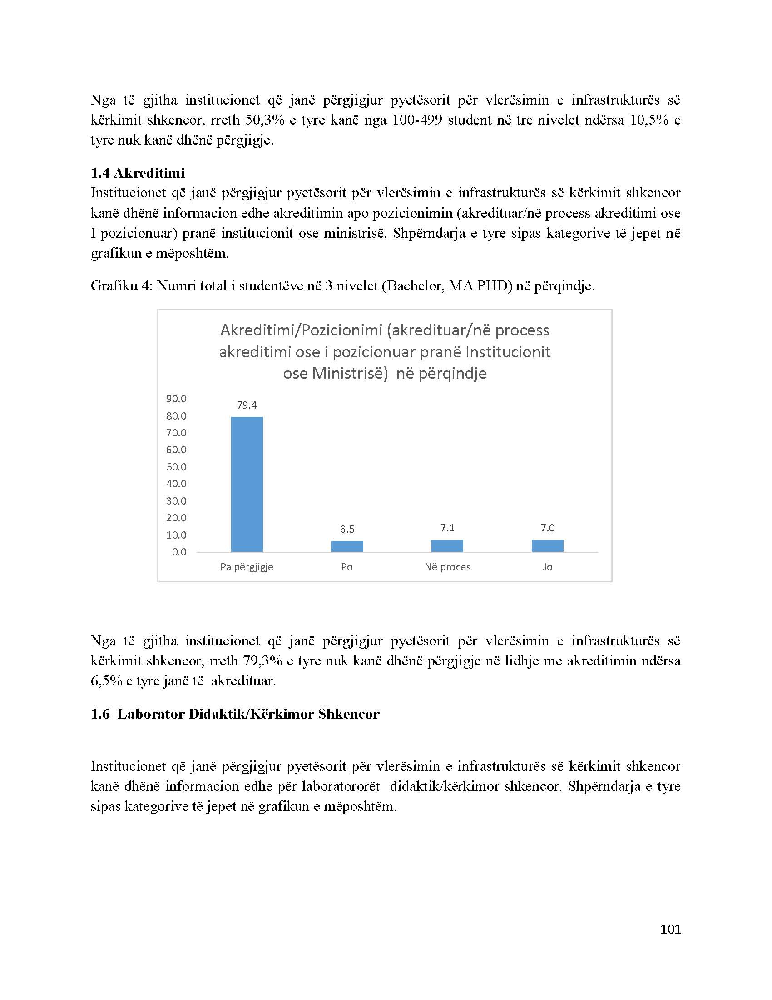 Nga të gjitha institucionet që janë përgjigjur pyetësorit për vlerësimin e infrastrukturës së
kërkimit shkencor, rreth 50,3% e tyre kanë nga 100-499 student në tre nivelet ndërsa 10,5% e
tyre nuk kanë dhënë përgjigje.
1.4 Akreditimi
Institucionet që janë përgjigjur pyetësorit për vlerësimin e infrastrukturës së kërkimit shkencor
kanë dhënë informacion edhe akreditimin apo pozicionimin (akredituar/në process akreditimi ose
I pozicionuar) pranë institucionit ose ministrisë. Shpërndarja e tyre sipas kategorive të jepet në
grafikun e mëposhtëm.
Grafiku 4: Numri total i studentëve në 3 nivelet (Bachelor, MA PHD) në përqindje.
Akreditimi/Pozicionimi (akredituar/në process
akreditimi ose i pozicionuar pranë Institucionit
ose Ministrisë)  në përqindje
90.0
80.0
70.0
60.0
50.0
40.0
30.0
20.0
10.0
0.0
79.4
6.5
7.1
7.0
Pa përgjigje
Po
Në proces
Jo
Nga të gjitha institucionet që janë përgjigjur pyetësorit për vlerësimin e infrastrukturës së
kërkimit shkencor, rreth 79,3% e tyre nuk kanë dhënë përgjigje në lidhje me akreditimin ndërsa
6,5% e tyre janë të  akredituar.
1.6  Laborator Didaktik/Kërkimor Shkencor
Institucionet që janë përgjigjur pyetësorit për vlerësimin e infrastrukturës së kërkimit shkencor
kanë dhënë informacion edhe për laboratororët  didaktik/kërkimor shkencor. Shpërndarja e tyre
sipas kategorive të jepet në grafikun e mëposhtëm.
101